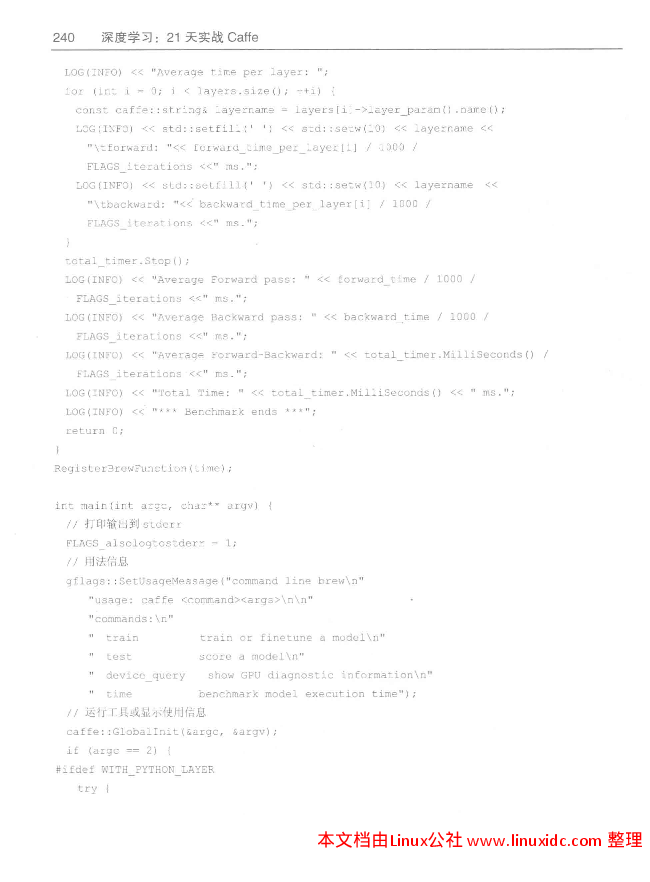 240 深度学习：21 天实战 Caffe
LOG(INFO) << "Average time per layer: ";
for (int i = 0; i < layers.size(); ++i) {
const caffe::string& layername = layers[i]->layer_param().name();
LOG(INFO) << std::setfill(' ') << std::setw(10) << layername <<
"\tforward: "<< forward_time_per_layer[i] / 1000 /
FLAGS_iterations <<" ms.";
LOG(INFO) << std::setfill(' ') << std::setw(10) << layername <<
"\tbackward: "<< backward_time_per_layer[i] / 1000 /
FLAGS_iterations <<" ms.";
}
total_timer.Stop();
LOG(INFO) << "Average Forward pass: " << forward_time / 1000 /
FLAGS_iterations <<" ms.";
LOG(INFO) << "Average Backward pass: " << backward_time / 1000 /
FLAGS_iterations <<" ms.";
LOG(INFO) << "Average Forward-Backward: " << total_timer.MilliSeconds() /
FLAGS_iterations <<" ms.";
LOG(INFO) << "Total Time: " << total_timer.MilliSeconds() << " ms.";
LOG(INFO) << "*** Benchmark ends ***";
return 0;
}
RegisterBrewFunction(time);
int main(int argc, char** argv) {
// 打印输出到 stderr
FLAGS_alsologtostderr = 1;
// 用法信息
gflags::SetUsageMessage("command line brew\n"
"usage: caffe <command><args>\n\n"
"commands:\n"
" train train or finetune a model\n"
" test score a model\n"
" device_query show GPU diagnostic information\n"
" time benchmark model execution time");
// 运行工具或显示使用信息
caffe::GlobalInit(&argc, &argv);
if (argc == 2) {
#ifdef WITH_PYTHON_LAYER
try {
本文档由Linux公社 www.linuxidc.com 整理